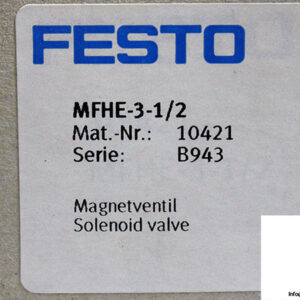 FESTO
MFHE-3-1/2
Mat.-Nr.: 10421
Serie: B943
Magnetventil
Solenoid valve